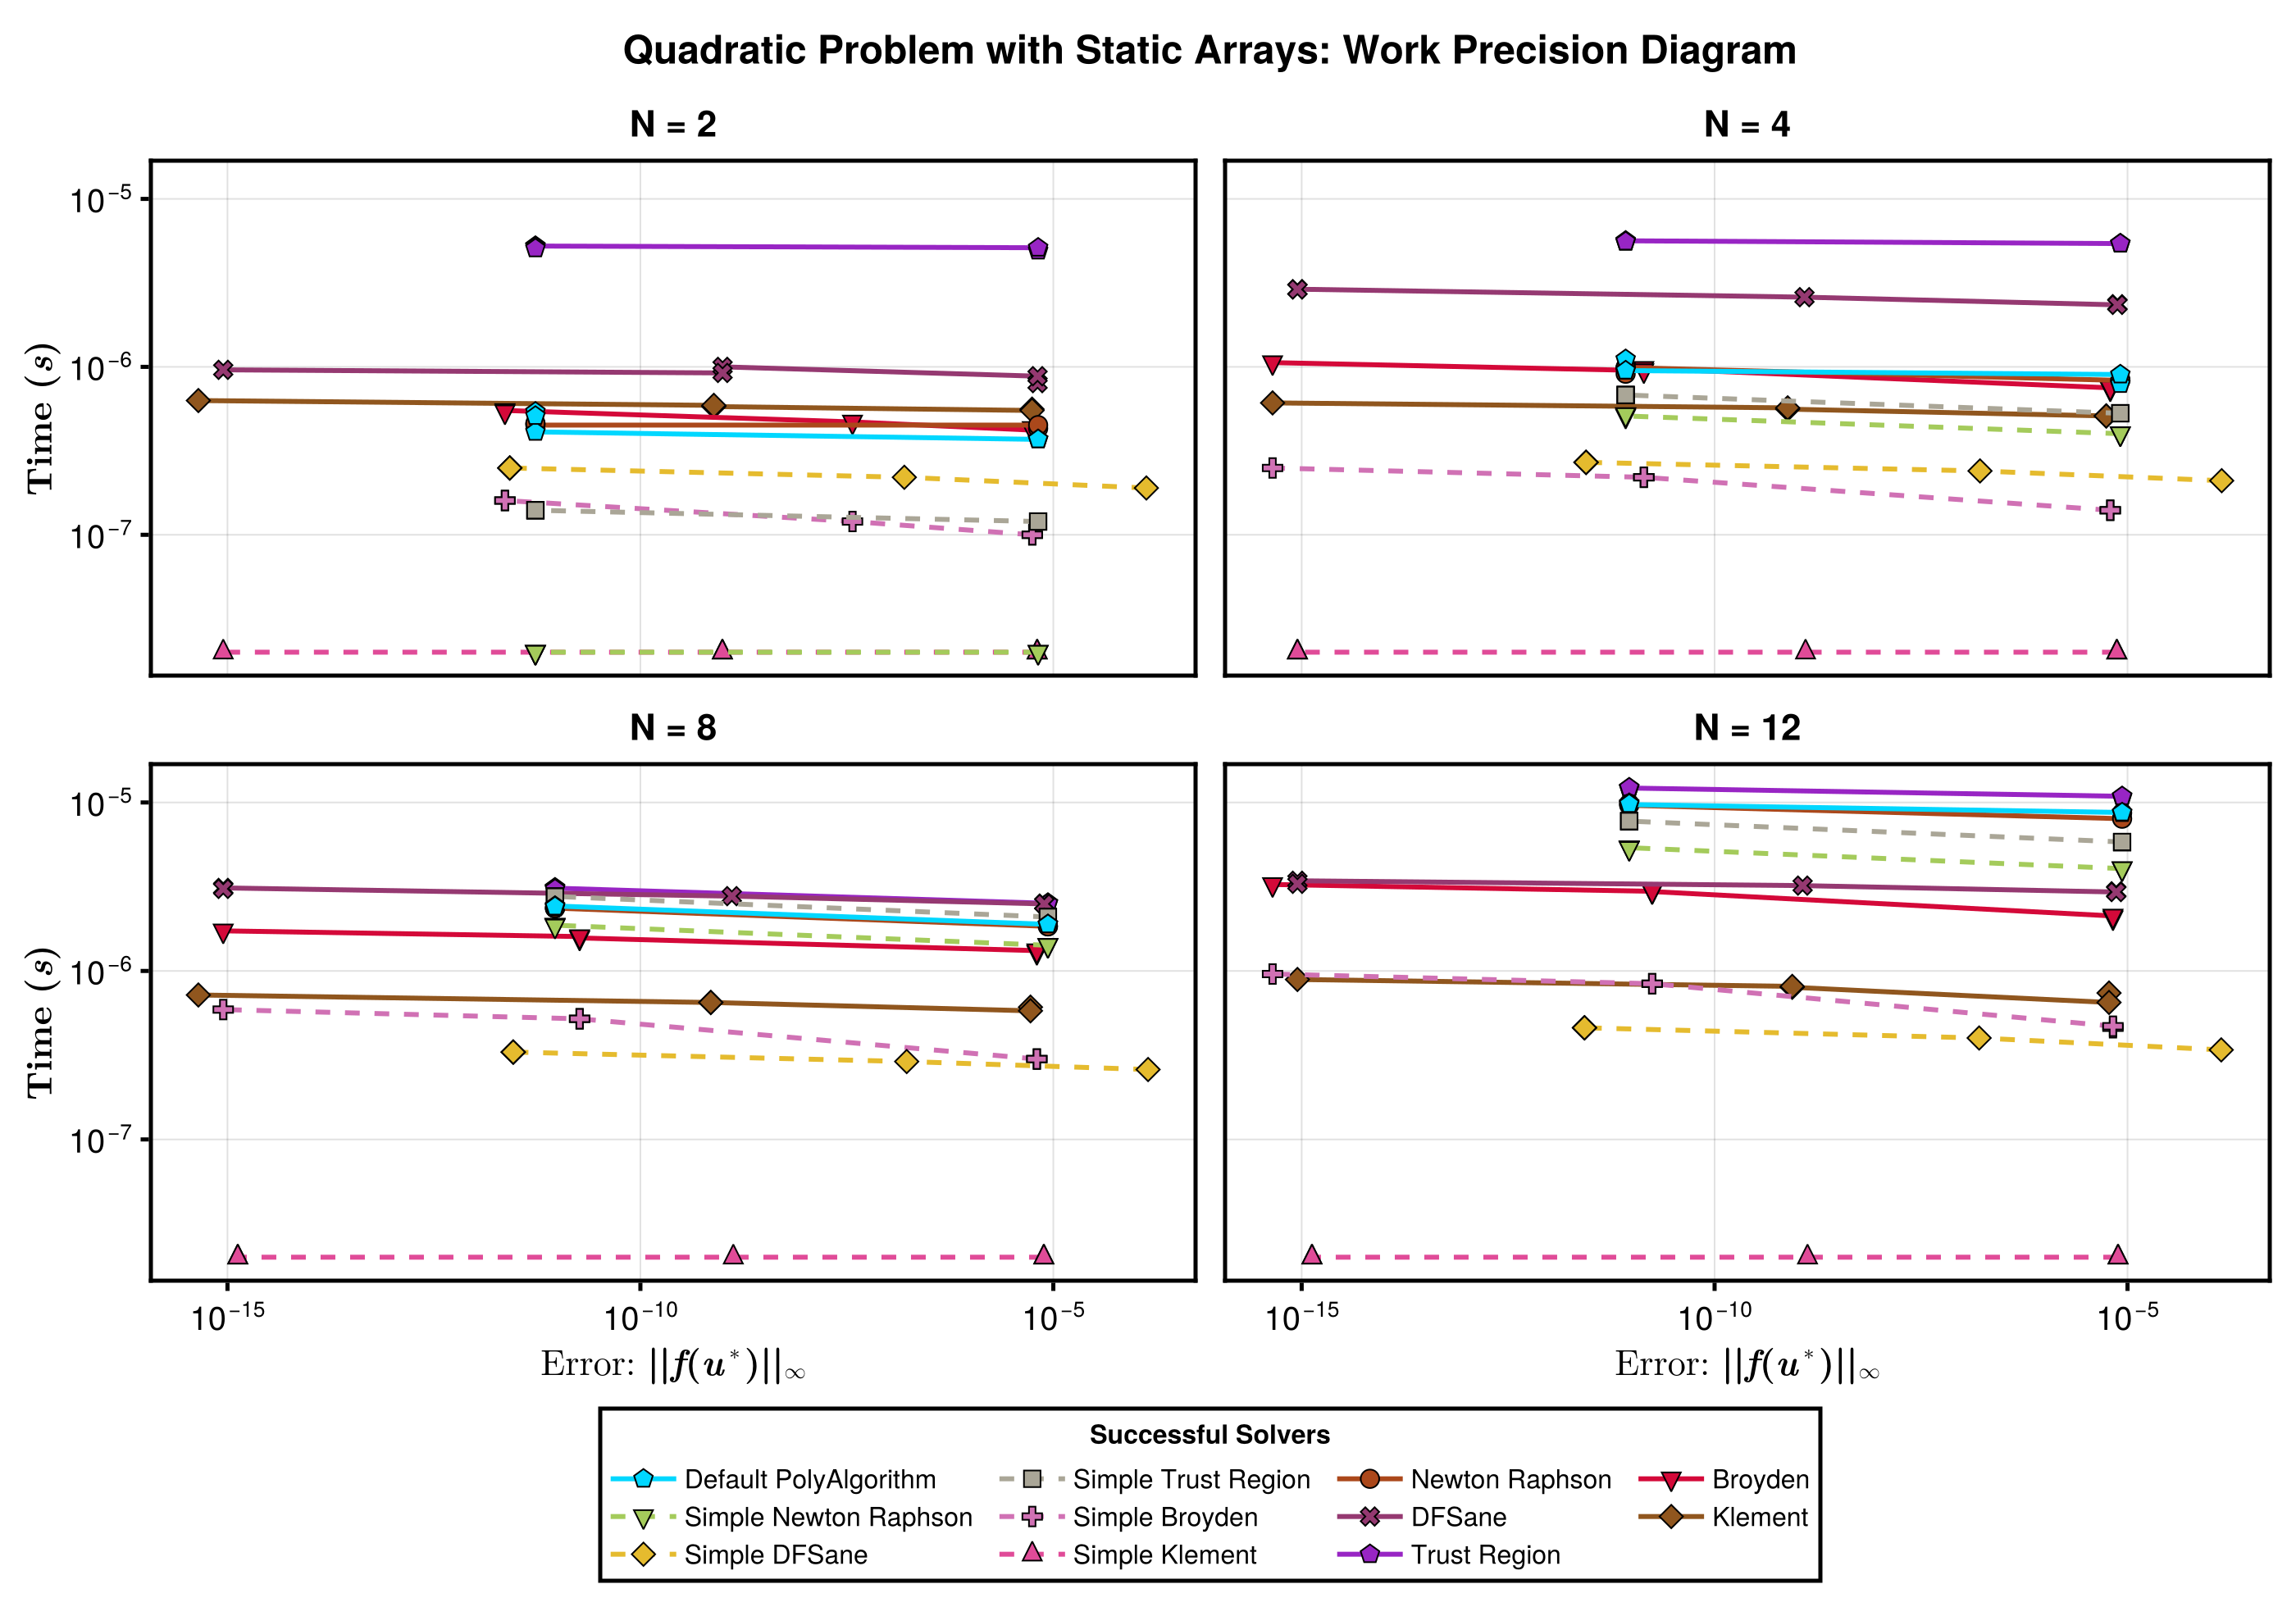 Quadratic Problem with Static Arrays: Work Precision Diagram
N = 2
N = 4
10⁻⁵
10⁻⁶
10⁻⁷
Time (s)
N = 8
N = 12
10⁻⁵
10⁻⁶
10⁻⁷
Time (s)
10⁻¹⁵ 10⁻¹⁰ 10⁻⁵
10⁻¹⁵ 10⁻¹⁰ 10⁻⁵
Error: ||f(u*)||∞
Error: ||f(u*)||∞
Successful Solvers
Default PolyAlgorithm Simple Trust Region Newton Raphson Broyden
Simple Newton Raphson Simple Broyden DFSane Klement
Simple DFSane Simple Klement Trust Region